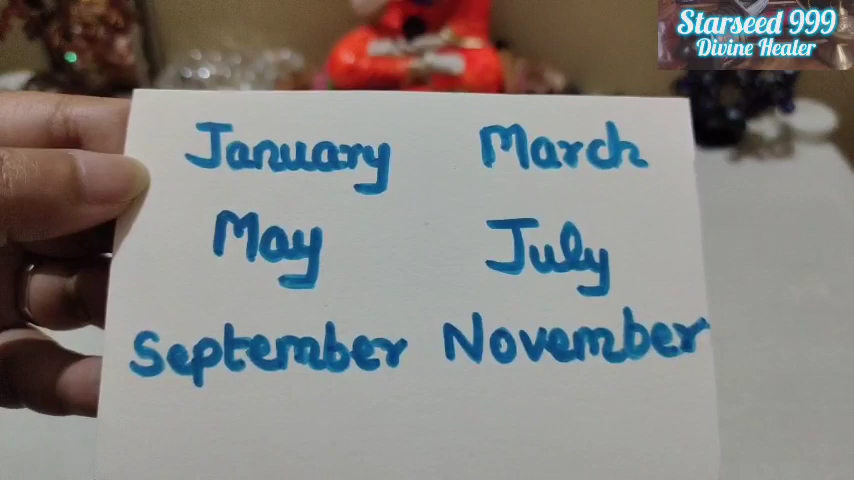 Starseed 999
Divine Healer
January March
May July
September November